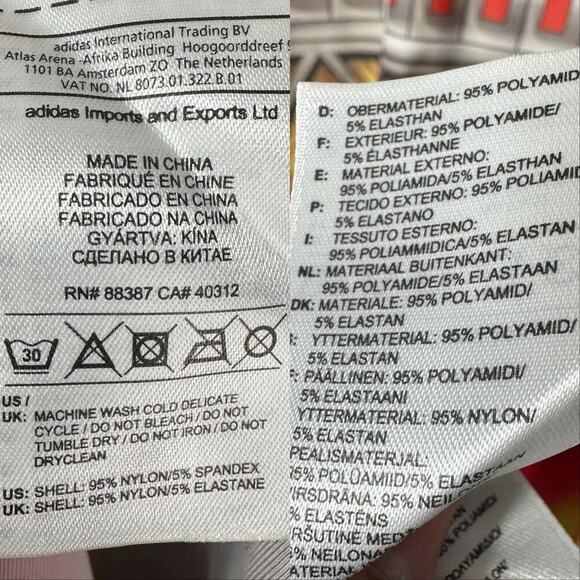 adidas International Trading BV
Atlas Arena -Afrika Building Hoogoorddreef
1101 BA Amsterdam ZO The Netherlands
VAT NO. NL 8073.01.322.B.01
adidas Imports and Exports Ltd
MADE IN CHINA
FABRIQUÉ EN CHINE
FABRICADO EN CHINA
FABRICADO NA CHINA
GYÁRTVA: KÍNA
СДЕЛАНО В КИТАЕ
RN# 88387 CA# 40312
30
US /
UK: MACHINE WASH COLD DELICATE
CYCLE / DO NOT BLEACH / DO NOT
TUMBLE DRY / DO NOT IRON / DO NOT
DRYCLEAN
US: SHELL: 95% NYLON/5% SPANDEX
UK: SHELL: 95% NYLON/5% ELASTANE
D: OBERMATERIAL: 95% POLYAMID
5% ELASTHAN
F: EXTERIEUR: 95% POLYAMIDE/
5% ÉLASTHANNE
E: MATERIAL EXTERNO:
95% POLIAMIDA/5% ELASTHAN
P: TECIDO EXTERNO: 95% POLIAMID
5% ELASTANO
I: TESSUTO ESTERNO:
95% POLIAMMIDICA/5% ELASTAN
NL: MATERIAAL BUITENKANT:
95% POLYAMIDE/5% ELASTAAN
DK: MATERIALE: 95% POLYAMID/
5% ELASTAN
YTTERMATERIAL: 95% POLYAMID/
5% ELASTAN
PÄÄLLINEN: 95% POLYAMIDI/
5% ELASTAANI
YTTERMATERIAL: 95% NYLON/
5% ELASTAN
PEALISMATERJAL:
95% POLÜAMIID/5% ELASTAAN
VIRSDRĀNA: 95% NEILO
% ELASTĒNS